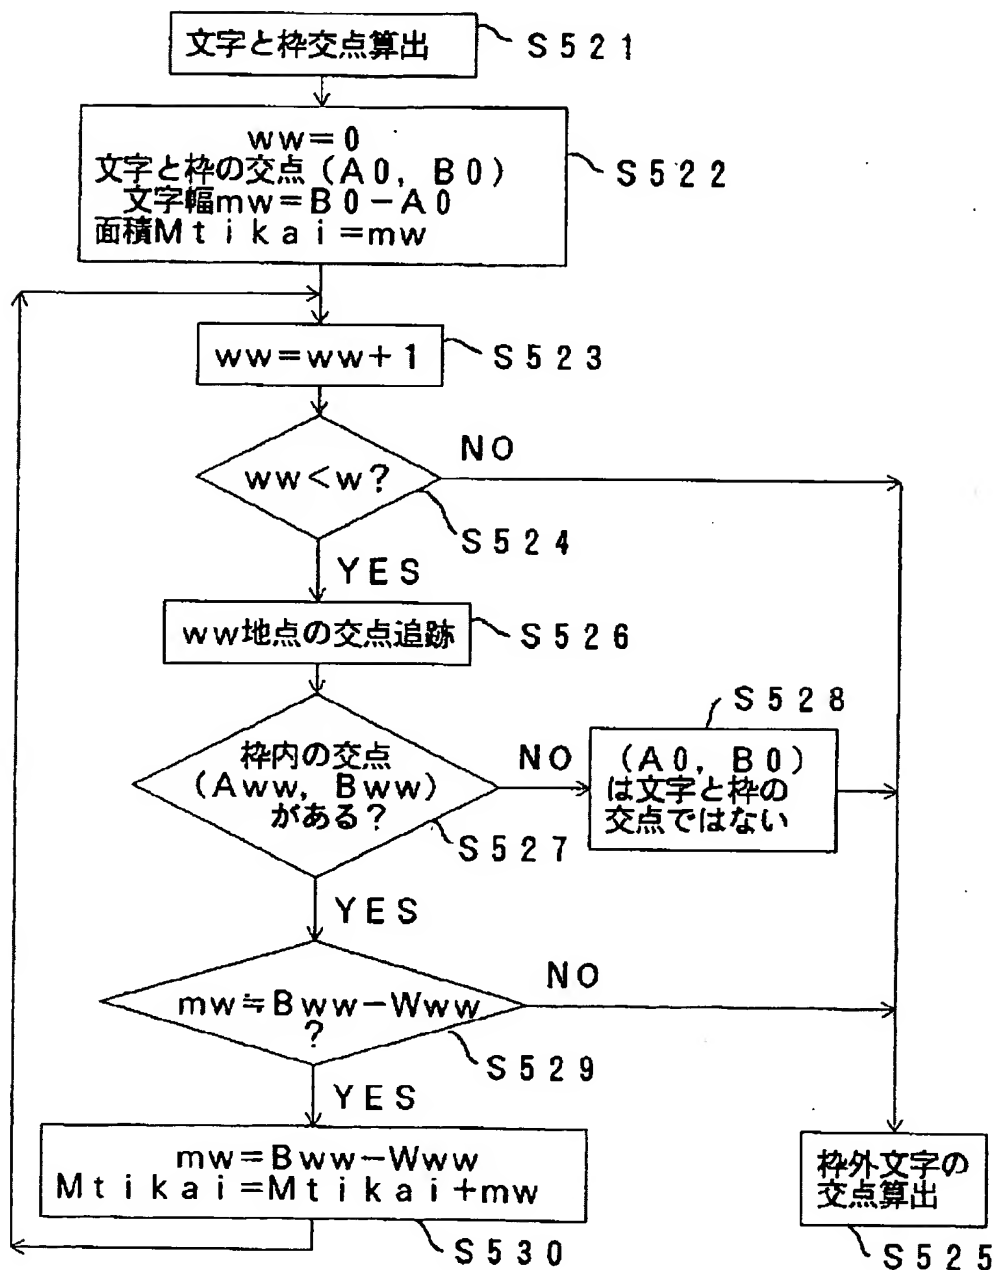 文字と枠交点算出
S521
ww=0
文字と枠の交点(A0, B0)
文字幅mw=B0-A0
面積Mtikai=mw
S522
ww=ww+1
S523
ww<w?
NO
S524
YES
ww地点の交点追跡
S526
枠内の交点
(Aww, Bww)
がある?
NO
S527
S528
(A0, B0)
は文字と枠の
交点ではない
YES
mw≒Bww-Www
?
NO
S529
YES
mw=Bww-Www
Mtikai=Mtikai+mw
S530
枠外文字の
交点算出
S525